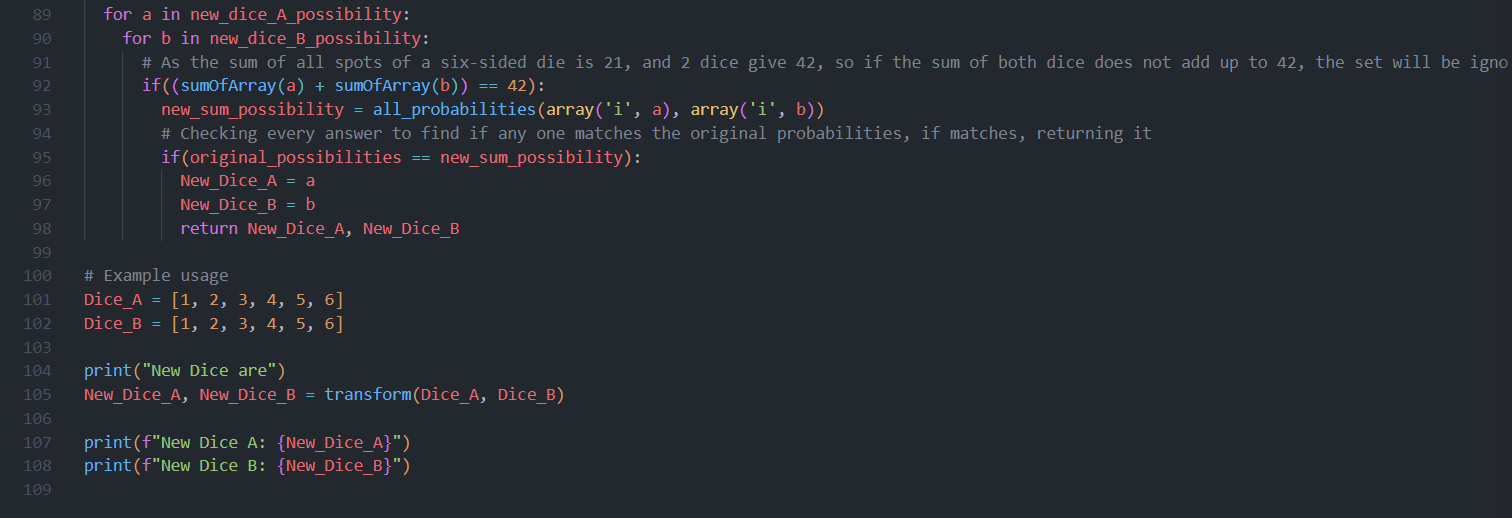 89 for a in new_dice_A_possibility:
90 for b in new_dice_B_possibility:
91 # As the sum of all spots of a six-sided die is 21, and 2 dice give 42, so if the sum of both dice does not add up to 42, the set will be igno
92 if((sumOfArray(a) + sumOfArray(b)) == 42):
93 new_sum_possibility = all_probabilities(array('i', a), array('i', b))
94 # Checking every answer to find if any one matches the original probabilities, if matches, returning it
95 if(original_possibilities == new_sum_possibility):
96 New_Dice_A = a
97 New_Dice_B = b
98 return New_Dice_A, New_Dice_B
99
100 # Example usage
101 Dice_A = [1, 2, 3, 4, 5, 6]
102 Dice_B = [1, 2, 3, 4, 5, 6]
103
104 print("New Dice are")
105 New_Dice_A, New_Dice_B = transform(Dice_A, Dice_B)
106
107 print(f"New Dice A: {New_Dice_A}")
108 print(f"New Dice B: {New_Dice_B}")
109